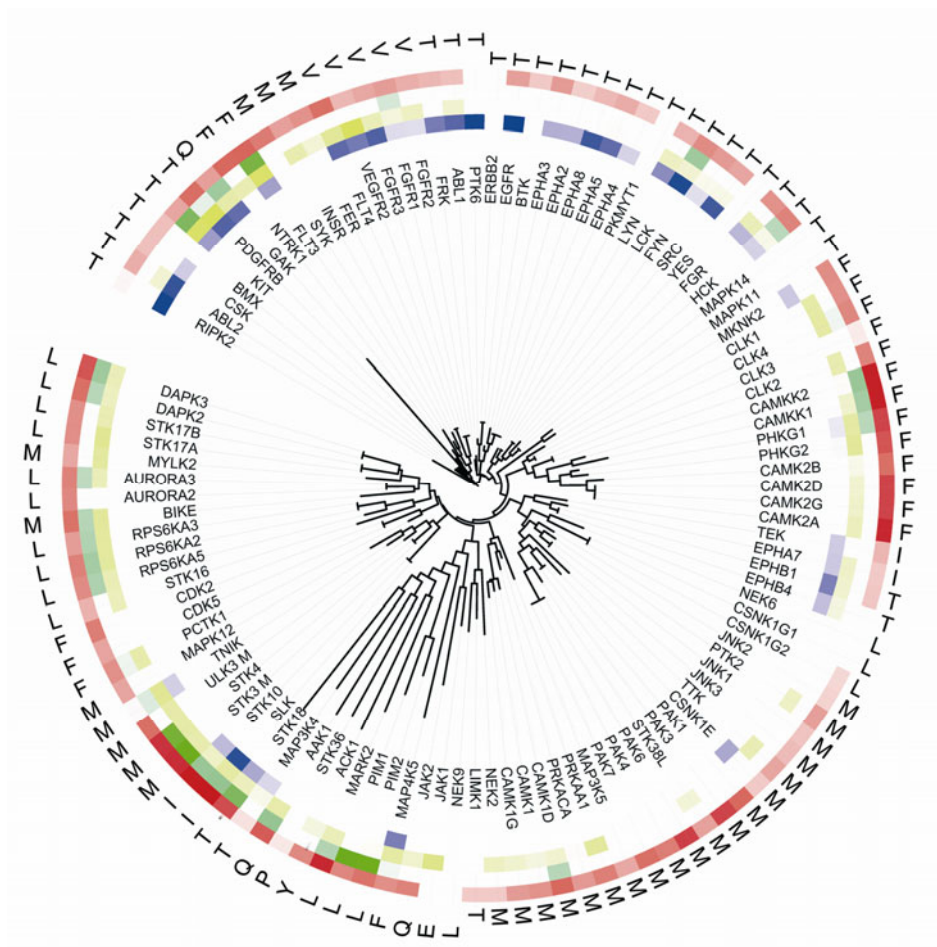 RIPK2
ABL2
CSK
BMX
KIT
PDGFRB
GAK
NTRK1
FLT3
SYK
INSR
FER
FLT4
VEGFR2
FGFR3
FGFR1
FGFR2
FRK
ABL1
PTK6
ERBB2
EGFR
BTK
EPHA3
EPHA2
EPHA8
EPHA5
EPHA4
PKMYT1
LYN
LCK
FYN
SRC
YES
FGR
HCK
MAPK14
MAPK11
MKNK2
CLK1
CLK4
CLK3
CLK2
CAMKK2
CAMKK1
PHKG1
PHKG2
CAMK2B
CAMK2D
CAMK2G
CAMK2A
TEK
EPHA7
EPHB1
EPHB4
NEK6
CSNK1G1
CSNK1G2
JNK2
PTK2
JNK1
JNK3
TTK
CSNK1E
PAK1
PAK3
STK38L
PAK6
PAK4
PAK7
MAP3K5
PRKAA1
PRKACA
CAMK1D
CAMK1
CAMK1G
NEK2
LIMK1
NEK9
JAK1
JAK2
MAP4K5
PIM2
PIM1
MARK2
ACK1
STK36
AAK1
MAP3K4
STK18
SLK
STK10
STK3 M
STK4
ULK3 M
TNIK
MAPK12
PCTK1
CDK5
CDK2
STK16
RPS6KA5
RPS6KA2
RPS6KA3
BIKE
AURORA2
AURORA3
MYLK2
STK17A
STK17B
DAPK2
DAPK3